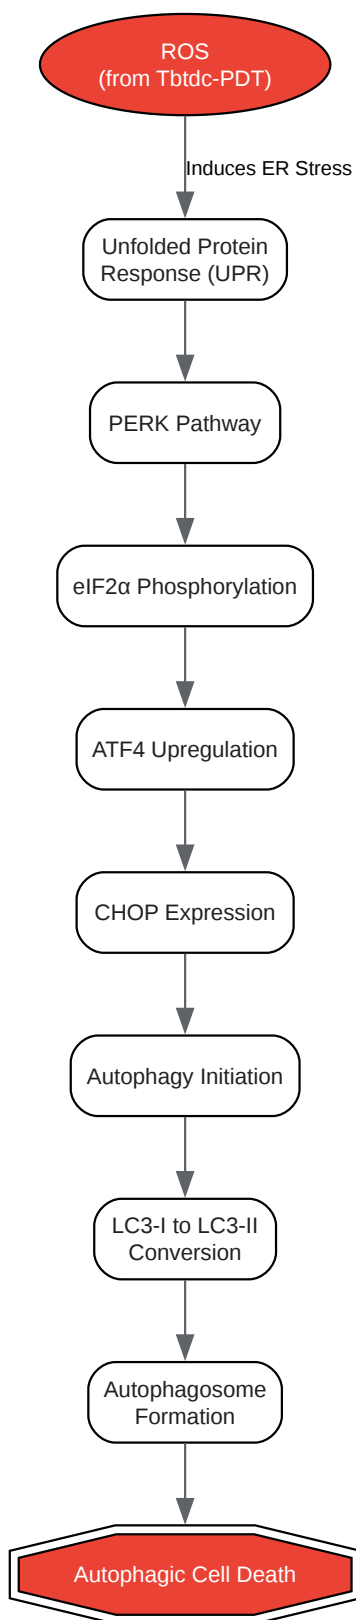 ROS
(from Tbtdc-PDT)
Induces ER Stress
Unfolded Protein
Response (UPR)
PERK Pathway
eIF2α Phosphorylation
ATF4 Upregulation
CHOP Expression
Autophagy Initiation
LC3-I to LC3-II
Conversion
Autophagosome
Formation
Autophagic Cell Death